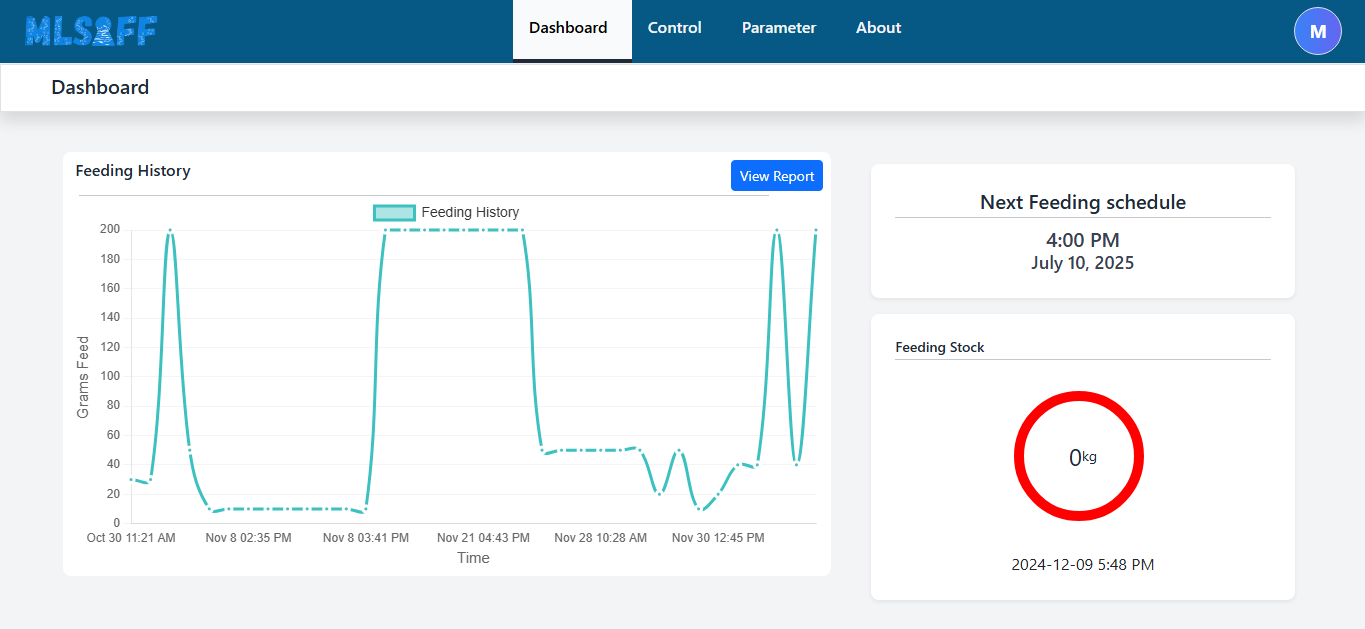 MLSAFF
Dashboard
Control
Parameter
About
M
Dashboard
Feeding History
View Report
Feeding History
200
180
160
140
120
100
80
60
40
20
0
Grams Feed
Oct 30 11:21 AM
Nov 8 02:35 PM
Nov 8 03:41 PM
Nov 21 04:43 PM
Nov 28 10:28 AM
Nov 30 12:45 PM
Time
Next Feeding schedule
4:00 PM
July 10, 2025
Feeding Stock
0kg
2024-12-09 5:48 PM